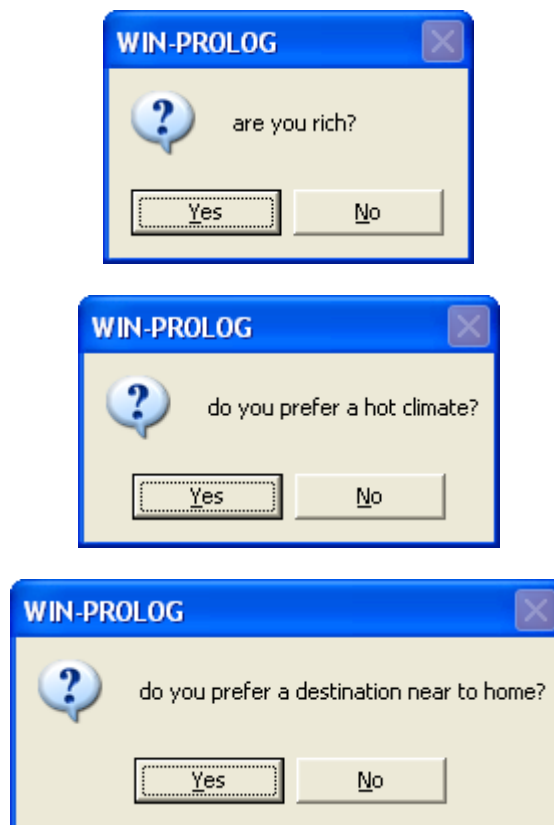 WIN-PROLOG
are you rich?
Yes No
WIN-PROLOG
do you prefer a hot climate?
Yes No
WIN-PROLOG
do you prefer a destination near to home?
Yes No